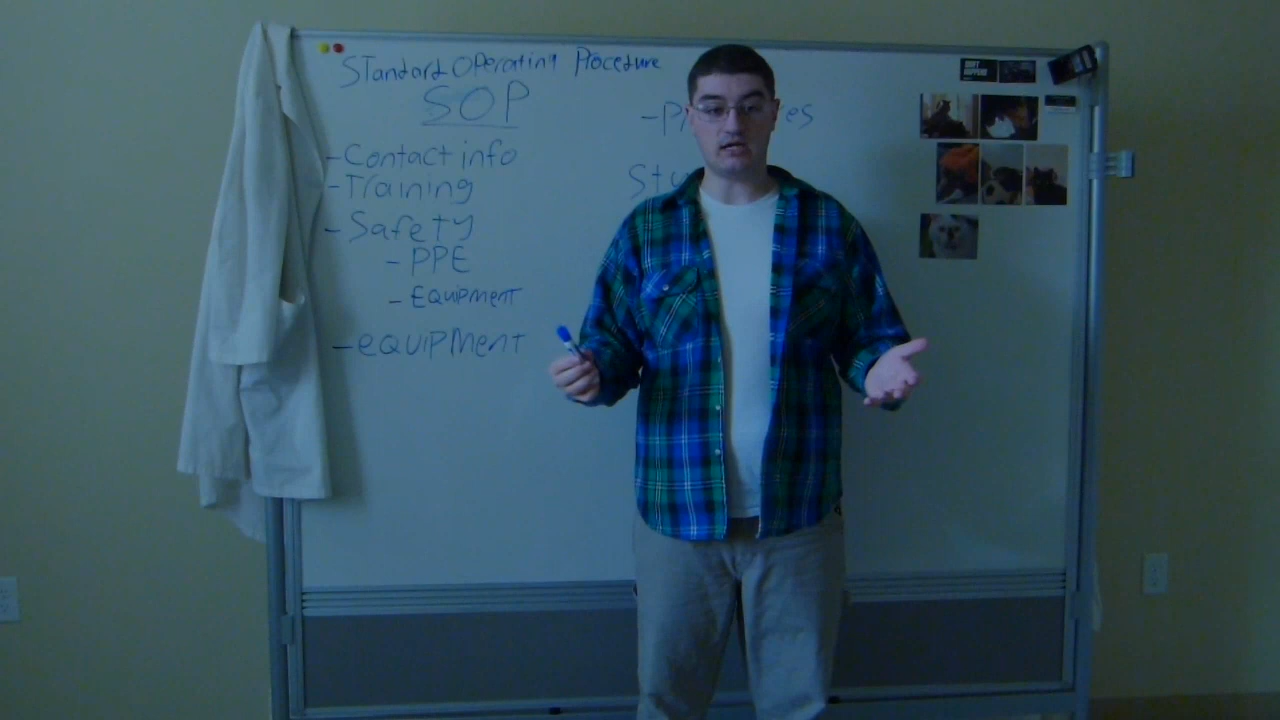 Standard Operating Procedure
SOP
- Contact info
- Training
- Safety
- PPE
- Equipment
- equipment